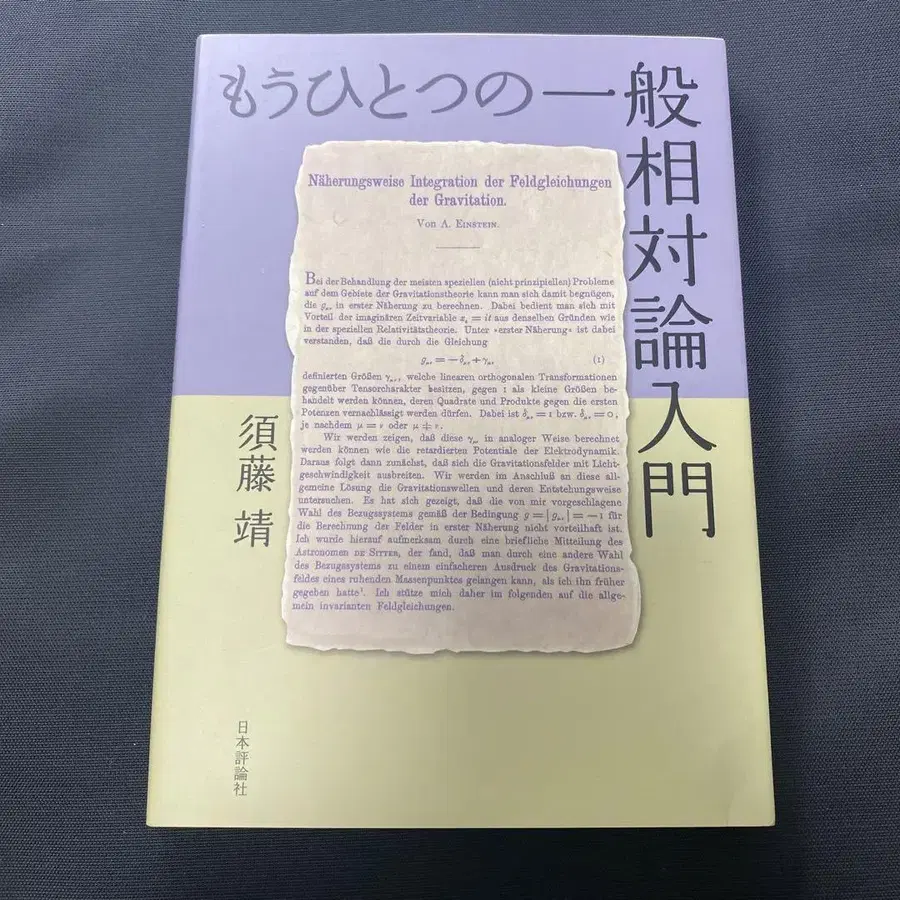 もうひとつの一般相対論入門
Näherungsweise Integration der Feldgleichungen
der Gravitation.
Von A. Einstein.
Bei der Behandlung der meisten speziellen (nicht prinzipiellen) Probleme
auf dem Gebiete der Gravitationstheorie kann man sich damit begnügen,
die gμν in erster Näherung zu berechnen. Dabei bedient man sich mit
Vorteil der imaginären Zeitvariable x₄ = it aus denselben Gründen wie
in der speziellen Relativitätstheorie. Unter »erster Näherung« ist dabei
verstanden, daß die durch die Gleichung
gμν = −δμν + γμν (1)
definierten Größen γμν, welche linearen orthogonalen Transformationen
gegenüber Tensorcharakter besitzen, gegen 1 als kleine Größen be-
handelt werden können, deren Quadrate und Produkte gegen die ersten
Potenzen vernachlässigt werden dürfen. Dabei ist δμν = 1 bzw. δμν = 0,
je nachdem μ = ν oder μ ≠ ν.
Wir werden zeigen, daß diese γμν in analoger Weise berechnet
werden können wie die retardierten Potentiale der Elektrodynamik.
Daraus folgt dann zunächst, daß sich die Gravitationsfelder mit Licht-
geschwindigkeit ausbreiten. Wir werden im Anschluß an diese all-
gemeine Lösung die Gravitationswellen und deren Entstehungsweise
untersuchen. Es hat sich gezeigt, daß die von mir vorgeschlagene
Wahl des Bezugssystems gemäß der Bedingung g = |gμν| = −1 für
die Berechnung der Felder in erster Näherung nicht vorteilhaft ist.
Ich wurde hierauf aufmerksam durch eine briefliche Mitteilung des
Astronomen de Sitter, der fand, daß man durch eine andere Wahl
des Bezugssystems zu einem einfacheren Ausdruck des Gravitations-
feldes eines ruhenden Massenpunktes gelangen kann, als ich ihn früher
gegeben hatte¹. Ich stütze mich daher im folgenden auf die allge-
mein invarianten Feldgleichungen.
須藤 靖
日本評論社